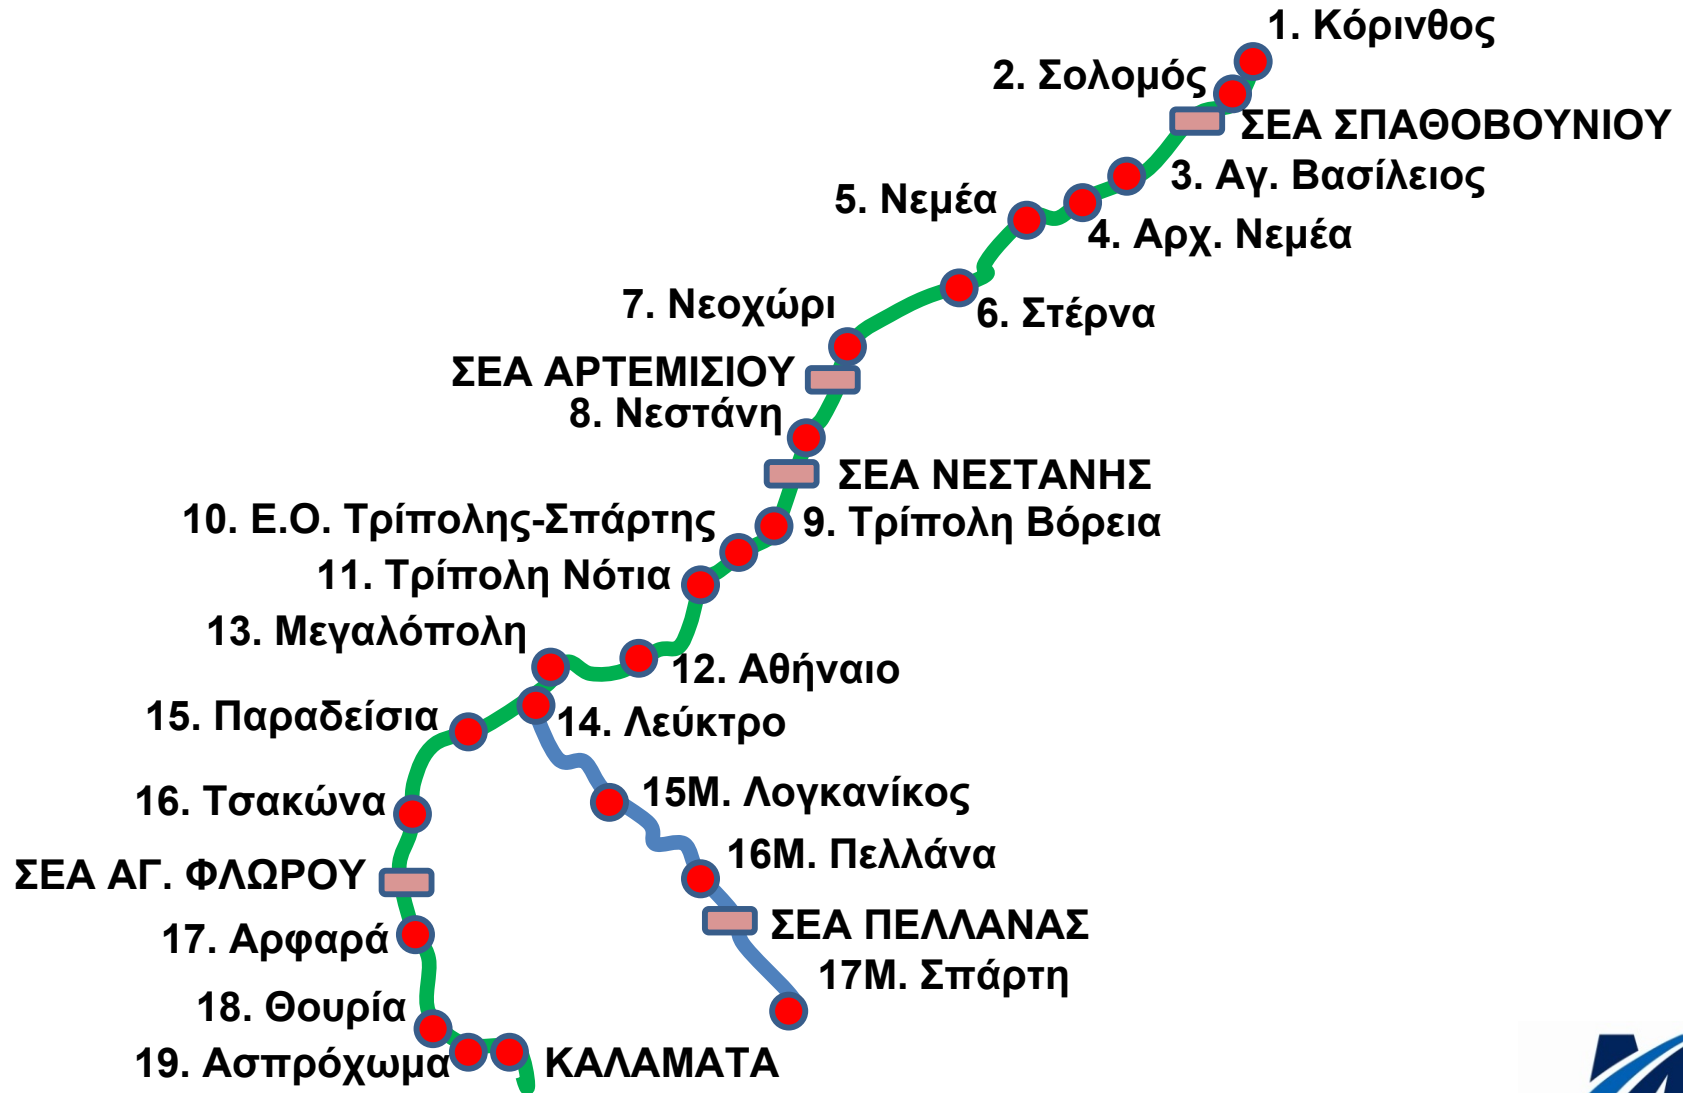 1. Κόρινθος
2. Σολομός
ΣΕΑ ΣΠΑΘΟΒΟΥΝΙΟΥ
3. Αγ. Βασίλειος
5. Νεμέα
4. Αρχ. Νεμέα
7. Νεοχώρι
6. Στέρνα
ΣΕΑ ΑΡΤΕΜΙΣΙΟΥ
8. Νεστάνη
ΣΕΑ ΝΕΣΤΑΝΗΣ
10. Ε.Ο. Τρίπολης-Σπάρτης
9. Τρίπολη Βόρεια
11. Τρίπολη Νότια
13. Μεγαλόπολη
12. Αθήναιο
15. Παραδείσια
14. Λεύκτρο
16. Τσακώνα
15Μ. Λογκανίκος
16Μ. Πελλάνα
ΣΕΑ ΑΓ. ΦΛΩΡΟΥ
ΣΕΑ ΠΕΛΛΑΝΑΣ
17. Αρφαρά
17Μ. Σπάρτη
18. Θουρία
19. Ασπρόχωμα
ΚΑΛΑΜΑΤΑ